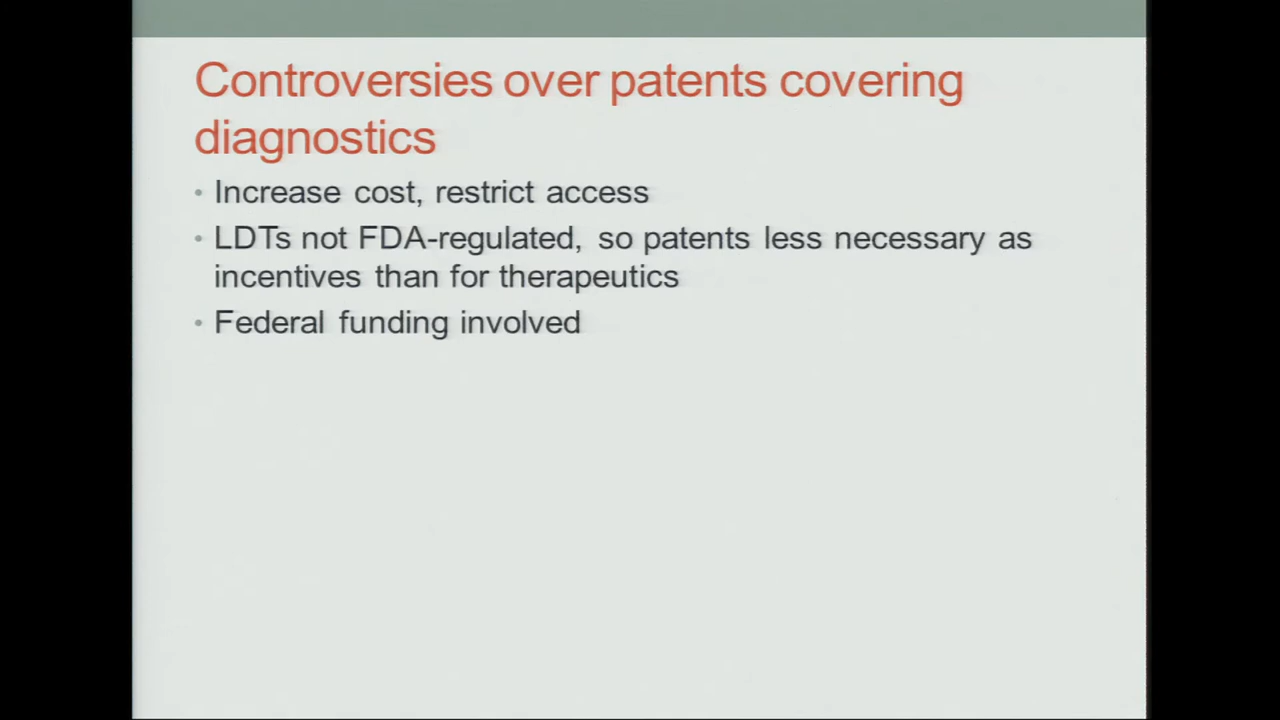 Controversies over patents covering
diagnostics
• Increase cost, restrict access
• LDTs not FDA-regulated, so patents less necessary as
incentives than for therapeutics
• Federal funding involved